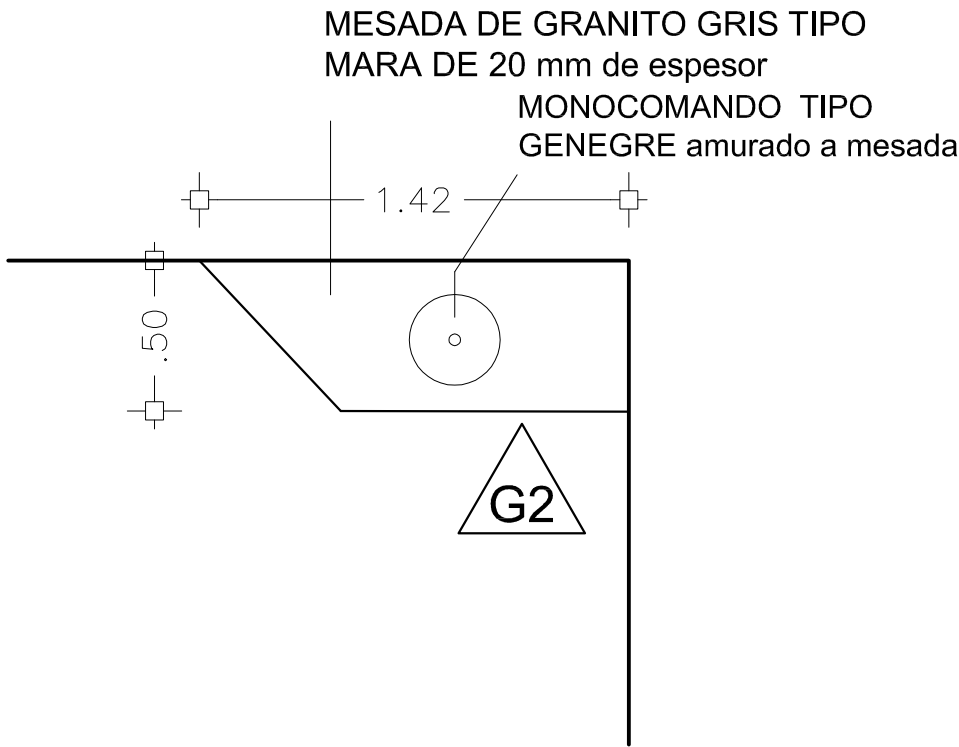 MESADA DE GRANITO GRIS TIPO
MARA DE 20 mm de espesor
MONOCOMANDO TIPO
GENEGRE amurado a mesada
1.42
.50
G2